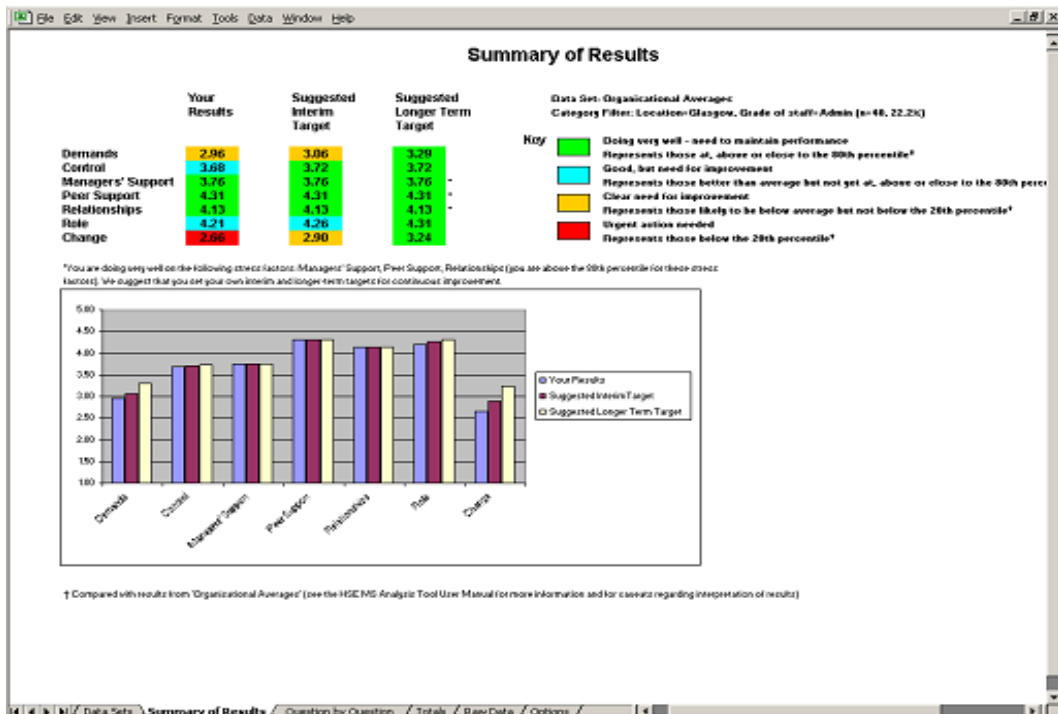 File Edit View Insert Format Tools Data Window Help
Summary of Results
Your Results
Suggested Interim Target
Suggested Longer Term Target
Data Set: Organisational Averages
Category Filter: Location=Glasgow, Grade of staff=Admin (n=40, 22.2%)
Key
Doing very well - need to maintain performance
Represents those at, above or close to the 80th percentile†
Good, but need for improvement
Represents those better than average but not yet at, above or close to the 80th perce
Clear need for improvement
Represents those likely to be below average but not below the 20th percentile†
Urgent action needed
Represents those below the 20th percentile†
Demands 2.96 3.06 3.29
Control 3.68 3.72 3.72
Managers' Support 3.76 3.76 3.76 *
Peer Support 4.31 4.31 4.31 *
Relationships 4.13 4.13 4.13 *
Role 4.21 4.26 4.31
Change 2.66 2.90 3.24
*You are doing very well on the following stress factors: Managers' Support, Peer Support, Relationships (you are above the 80th percentile for these stress
factors). We suggest that you set your own interim and longer-term targets for continuous improvement
5.00
4.50
4.00
3.50
3.00
2.50
2.00
1.50
1.00
Demands
Control
Managers' Support
Peer Support
Relationships
Role
Change
Your Results
Suggested Interim Target
Suggested Longer Term Target
† Compared with results from 'Organisational Averages' (see the HSE MS Analysis Tool User Manual for more information and for caveats regarding interpretation of results)
Data Sets / Summary of Results / Question by Question / Totals / Raw Data / Options /